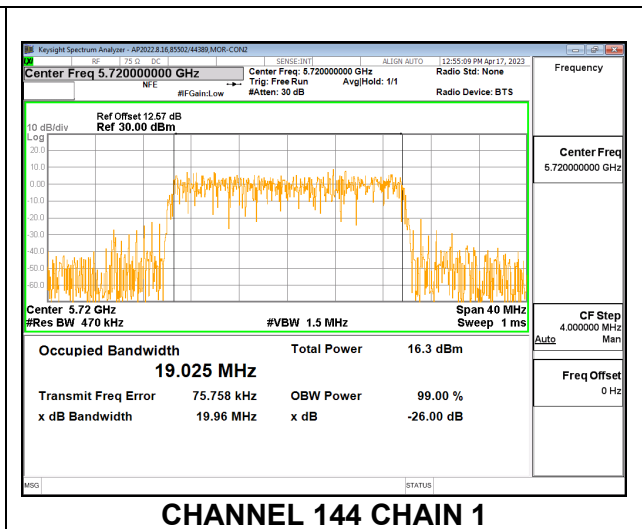 Keysight Spectrum Analyzer - AP2022.8.16,85502/44389,MOR-CON2
RF 75 Ω DC SENSE:INT ALIGN AUTO 12:55:09 PM Apr 17, 2023
Center Freq 5.720000000 GHz Center Freq: 5.720000000 GHz Radio Std: None Frequency
NFE Trig: Free Run Avg|Hold: 1/1
#IFGain:Low #Atten: 30 dB Radio Device: BTS
Ref Offset 12.57 dB
10 dB/div Ref 30.00 dBm
Log
20.0
10.0
0.00
-10.0
-20.0
-30.0
-40.0
-50.0
-60.0
Center Freq
5.720000000 GHz
Center 5.72 GHz Span 40 MHz
#Res BW 470 kHz #VBW 1.5 MHz Sweep 1 ms
CF Step
4.000000 MHz
Auto Man
Occupied Bandwidth Total Power 16.3 dBm
19.025 MHz
Freq Offset
0 Hz
Transmit Freq Error 75.758 kHz OBW Power 99.00 %
x dB Bandwidth 19.96 MHz x dB -26.00 dB
MSG STATUS
CHANNEL 144 CHAIN 1